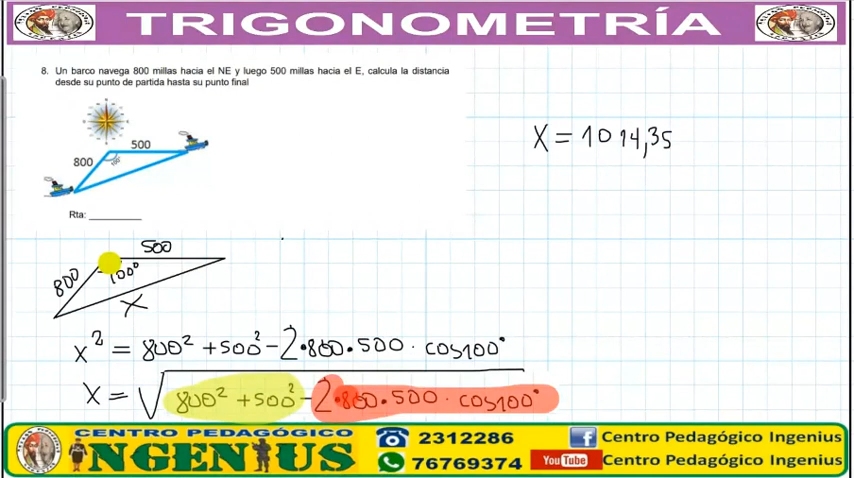 TRIGONOMETRÍA
8. Un barco navega 800 millas hacia el NE y luego 500 millas hacia el E, calcula la distancia
desde su punto de partida hasta su punto final
500
800
Rta: ________
X = 1014,35
500
800
100°
X
x² = 800² + 500² - 2·800·500 · cos100°
X = √800² + 500² - 2·800·500 · cos100°
CENTRO PEDAGÓGICO
INGENIUS
2312286
76769374
Centro Pedagógico Ingenius
YouTube Centro Pedagógico Ingenius